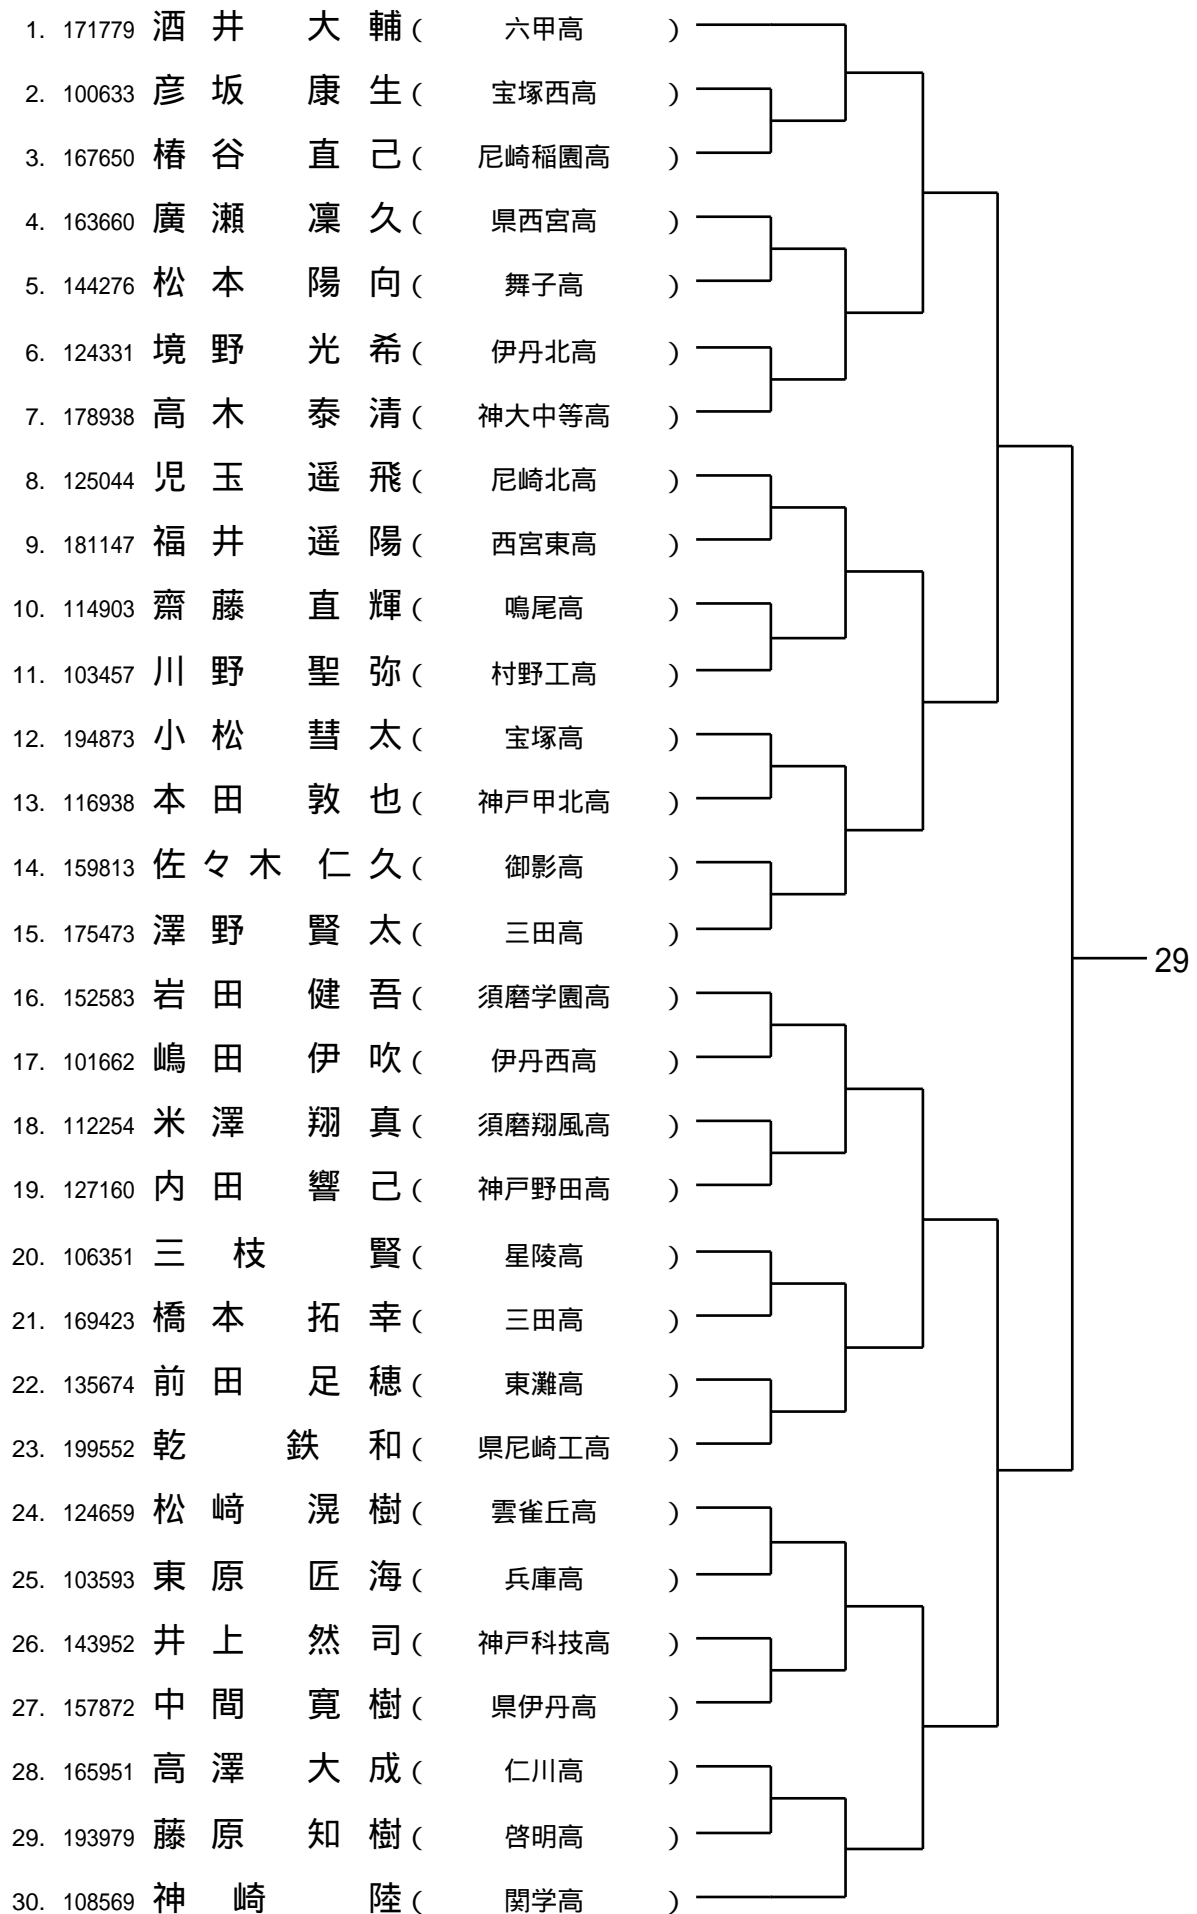 1. 171779 酒井 大輔 ( 六甲高 )
2. 100633 彦坂 康生 ( 宝塚西高 )
3. 167650 椿谷 直己 ( 尼崎稲園高 )
4. 163660 廣瀬 凜久 ( 県西宮高 )
5. 144276 松本 陽向 ( 舞子高 )
6. 124331 境野 光希 ( 伊丹北高 )
7. 178938 高木 泰清 ( 神大中等高 )
8. 125044 児玉 遥飛 ( 尼崎北高 )
9. 181147 福井 遥陽 ( 西宮東高 )
10. 114903 齋藤 直輝 ( 鳴尾高 )
11. 103457 川野 聖弥 ( 村野工高 )
12. 194873 小松 彗太 ( 宝塚高 )
13. 116938 本田 敦也 ( 神戸甲北高 )
14. 159813 佐々木 仁久 ( 御影高 )
15. 175473 澤野 賢太 ( 三田高 )
29
16. 152583 岩田 健吾 ( 須磨学園高 )
17. 101662 嶋田 伊吹 ( 伊丹西高 )
18. 112254 米澤 翔真 ( 須磨翔風高 )
19. 127160 内田 響己 ( 神戸野田高 )
20. 106351 三枝 賢 ( 星陵高 )
21. 169423 橋本 拓幸 ( 三田高 )
22. 135674 前田 足穂 ( 東灘高 )
23. 199552 乾 鉄和 ( 県尼崎工高 )
24. 124659 松﨑 滉樹 ( 雲雀丘高 )
25. 103593 東原 匠海 ( 兵庫高 )
26. 143952 井上 然司 ( 神戸科技高 )
27. 157872 中間 寛樹 ( 県伊丹高 )
28. 165951 高澤 大成 ( 仁川高 )
29. 193979 藤原 知樹 ( 啓明高 )
30. 108569 神崎 陸 ( 関学高 )